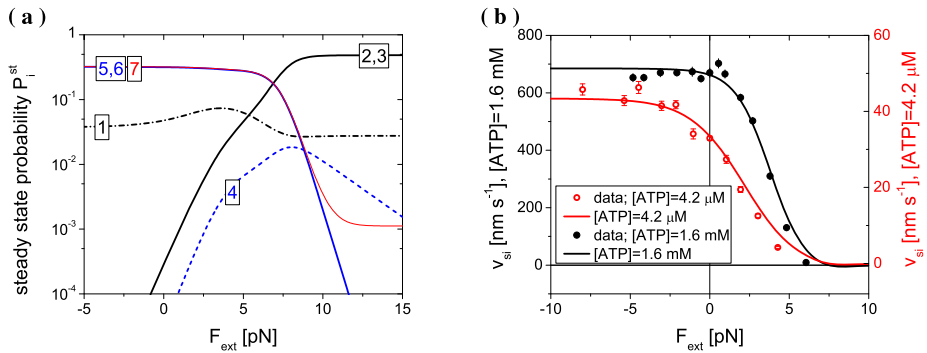 ( a )
( b )
steady state probability P_i^st
1
10^-1
10^-2
10^-3
10^-4
5,6
7
2,3
1
4
-5
0
5
10
15
F_ext [pN]
v_si [nm s^-1], [ATP]=1.6 mM
800
600
400
200
0
data; [ATP]=4.2 μM
[ATP]=4.2 μM
data; [ATP]=1.6 mM
[ATP]=1.6 mM
60
40
20
0
v_si [nm s^-1], [ATP]=4.2 μM
-10
-5
0
5
10
F_ext [pN]